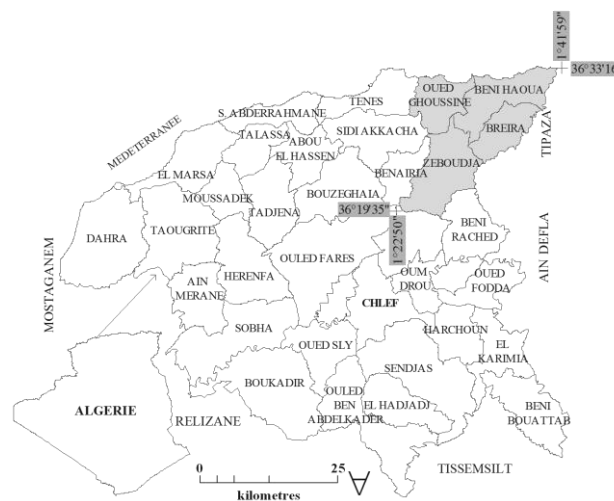 1°41'59"
36°33'16
OUED
GHOUSSINE
BENI HAOUA
TENES
BREIRA
TIPAZA
S. ABDERRAHMANE
MEDETERRANEE
TALASSA
ABOU
EL HASSEN
SIDI AKKACHA
ZEBOUDJA
BENAIRIA
EL MARSA
MOUSSADEK
BOUZEGHAIA
TADJENA
36°19'35"
1°22'50"
DAHRA
TAOUGRITE
BENI
RACHED
AIN DEFLA
MOSTAGANEM
OULED FARES
HERENFA
AIN
MERANE
OUM
DROU
OUED
FODDA
CHLEF
SOBHA
HARCHOUN
OUED SLY
EL
KARIMIA
SENDJAS
BOUKADIR
OULED
BEN
ABDELKADER
EL HADJADJ
BENI
BOUATTAB
ALGERIE
RELIZANE
TISSEMSILT
0
25
kilometres